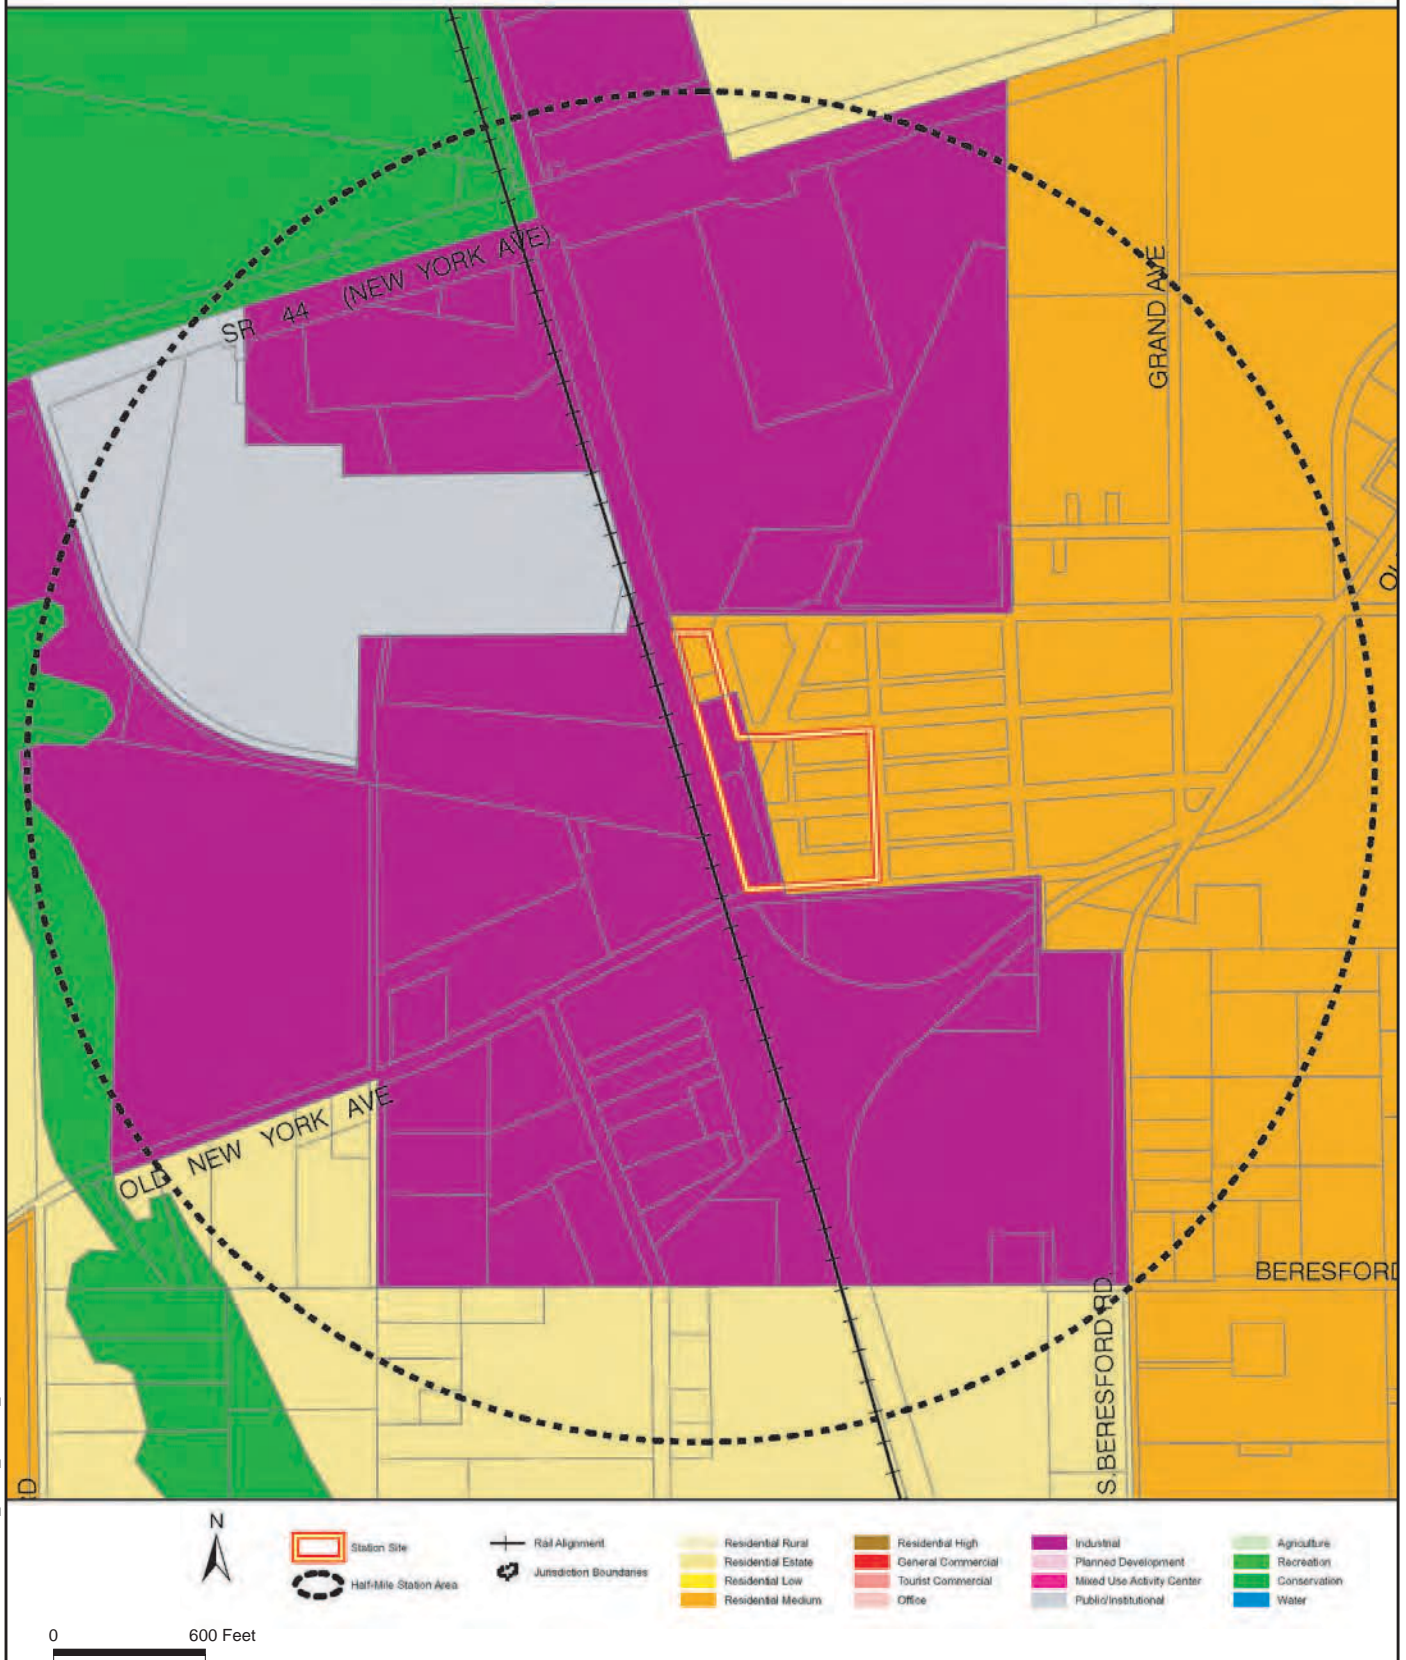 SR 44 (NEW YORK AVE)
GRAND AVE
OL
OLD NEW YORK AVE
BERESFORD
S.BERESFORD RD.
RD
N
Station Site
Half-Mile Station Area
Rail Alignment
Jurisdiction Boundaries
Residential Rural
Residential Estate
Residential Low
Residential Medium
Residential High
General Commercial
Tourist Commercial
Office
Industrial
Planned Development
Mixed Use Activity Center
Public/Institutional
Agriculture
Recreation
Conservation
Water
0 600 Feet